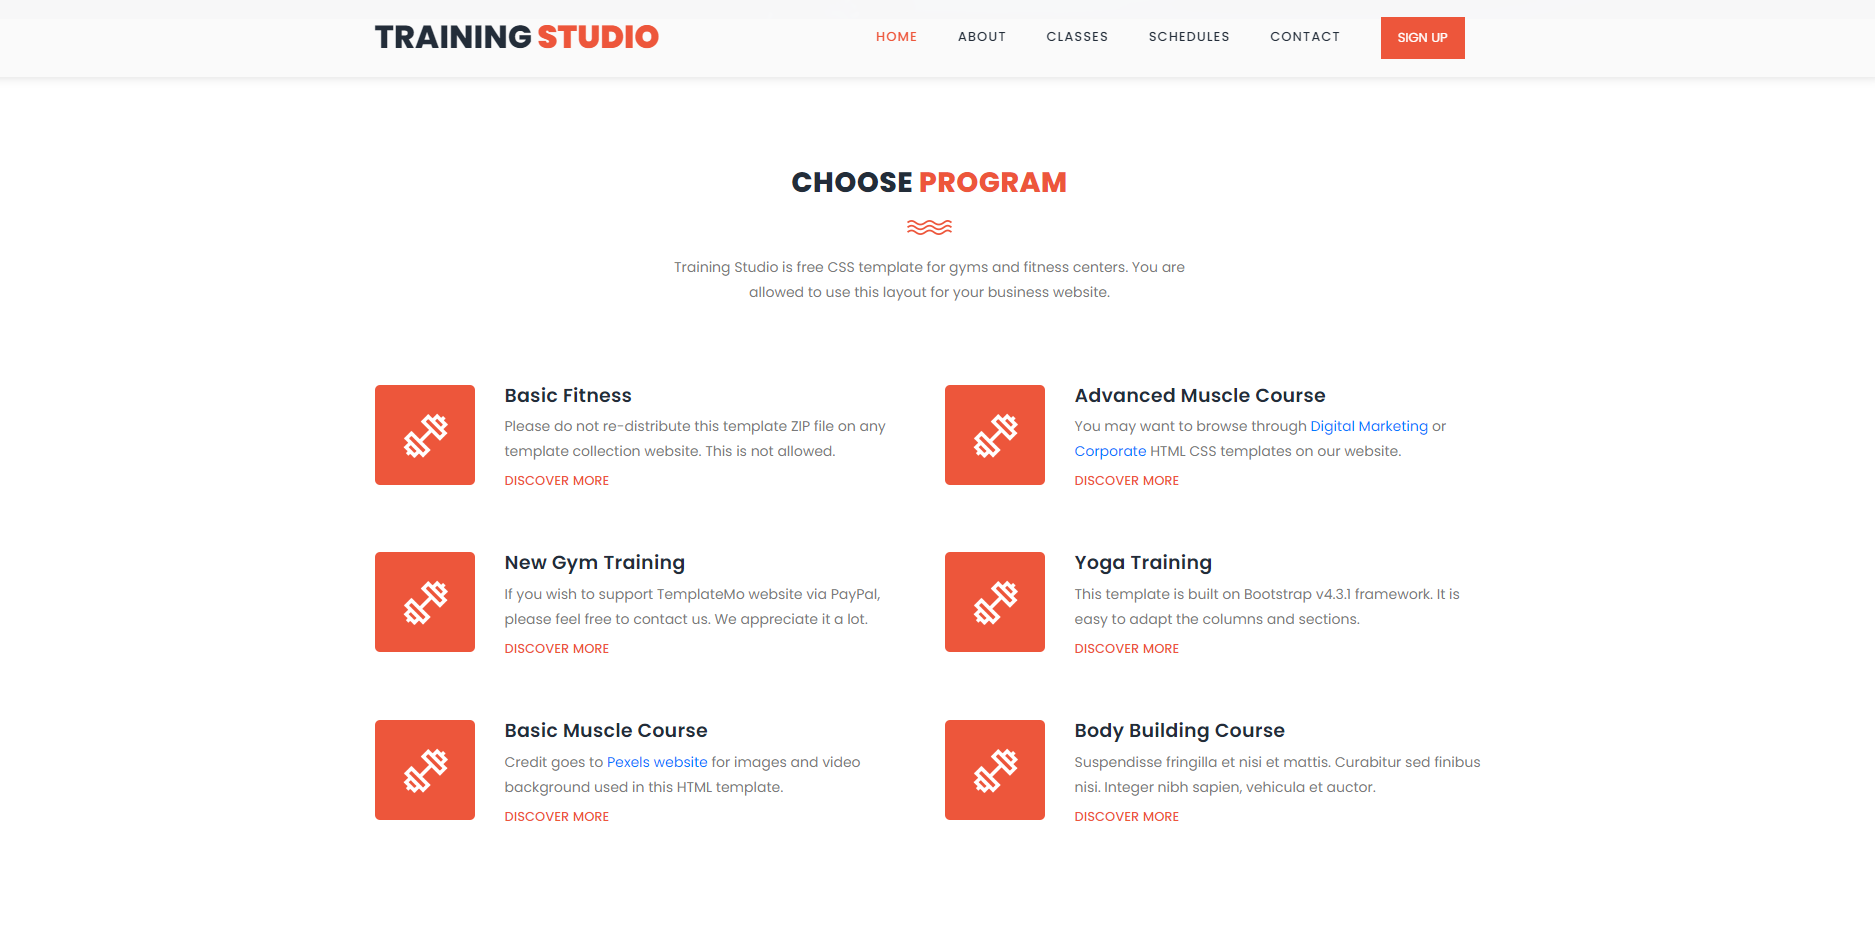 TRAINING STUDIO
HOME ABOUT CLASSES SCHEDULES CONTACT SIGN UP
CHOOSE PROGRAM
Training Studio is free CSS template for gyms and fitness centers. You are
allowed to use this layout for your business website.
Basic Fitness
Please do not re-distribute this template ZIP file on any
template collection website. This is not allowed.
DISCOVER MORE
Advanced Muscle Course
You may want to browse through Digital Marketing or
Corporate HTML CSS templates on our website.
DISCOVER MORE
New Gym Training
If you wish to support TemplateMo website via PayPal,
please feel free to contact us. We appreciate it a lot.
DISCOVER MORE
Yoga Training
This template is built on Bootstrap v4.3.1 framework. It is
easy to adapt the columns and sections.
DISCOVER MORE
Basic Muscle Course
Credit goes to Pexels website for images and video
background used in this HTML template.
DISCOVER MORE
Body Building Course
Suspendisse fringilla et nisi et mattis. Curabitur sed finibus
nisi. Integer nibh sapien, vehicula et auctor.
DISCOVER MORE